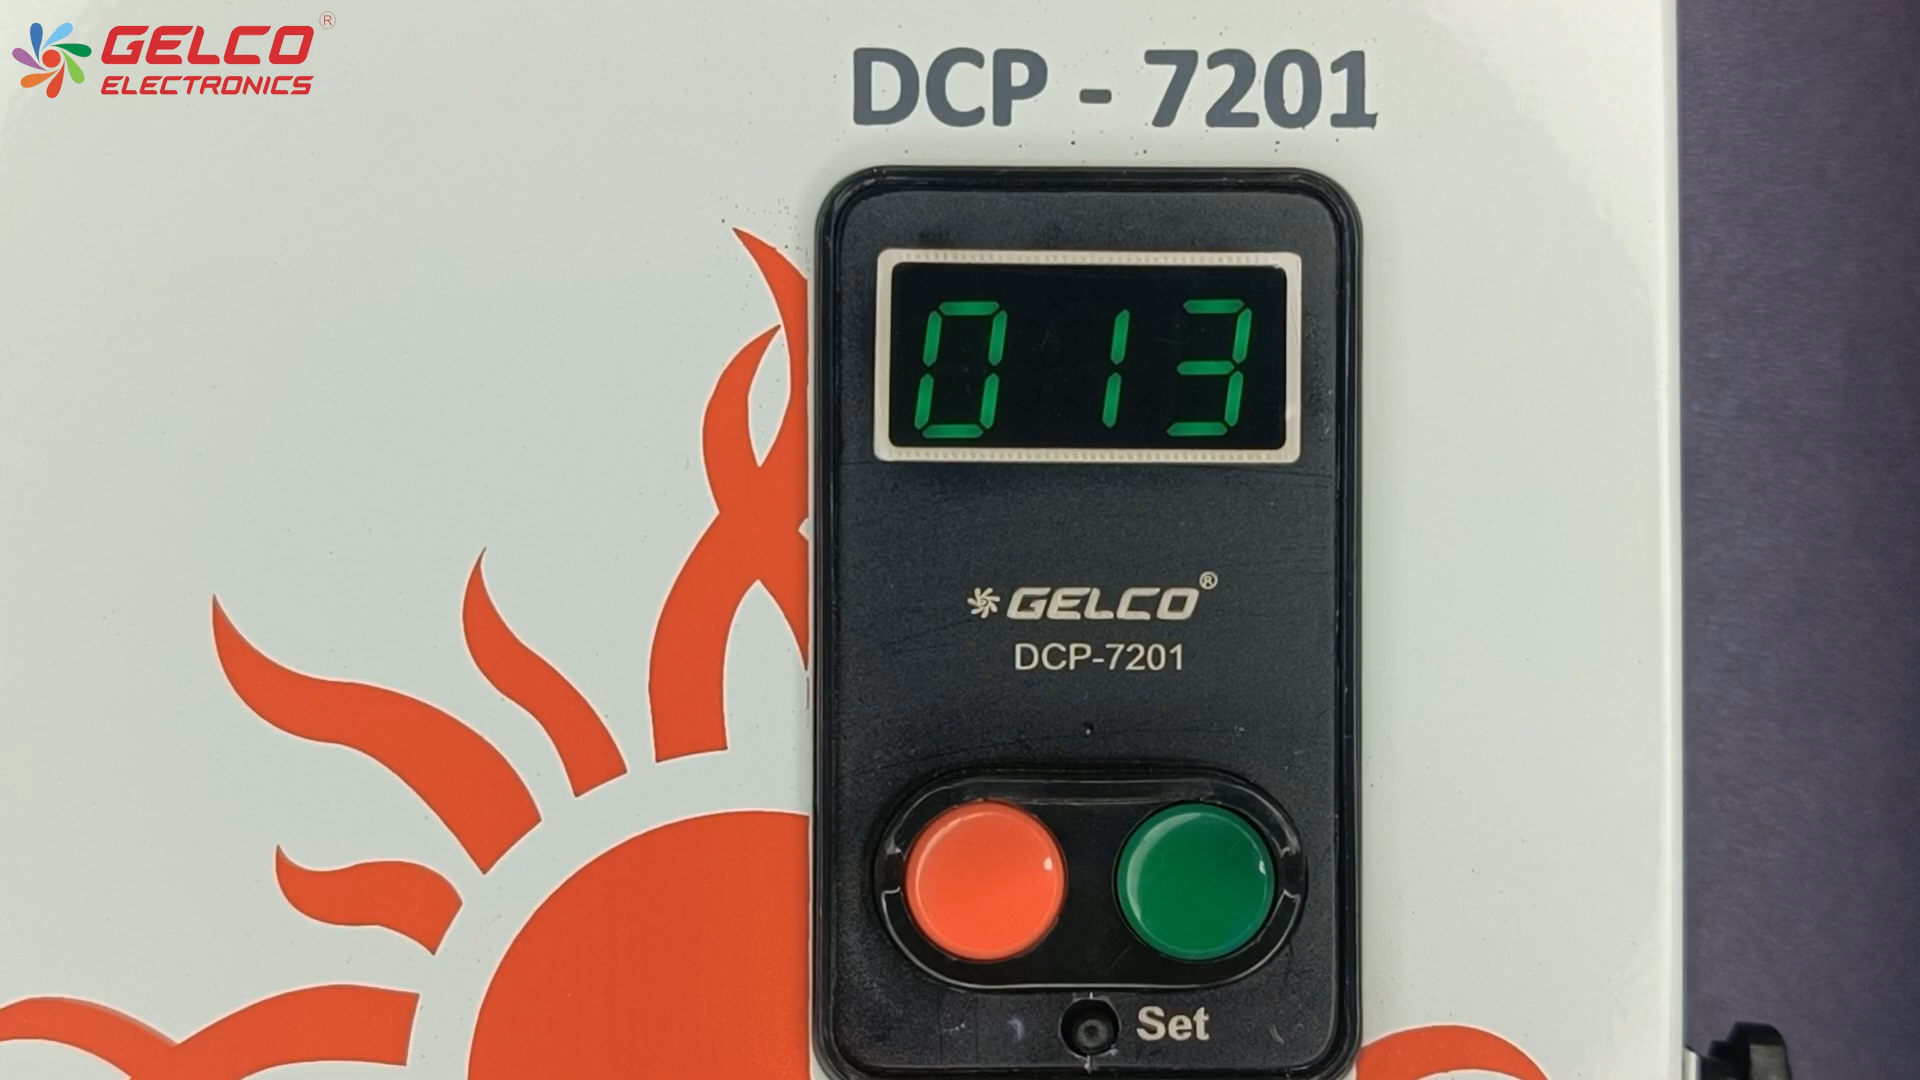 GELCO®
ELECTRONICS
DCP - 7201
013
GELCO®
DCP-7201
Set